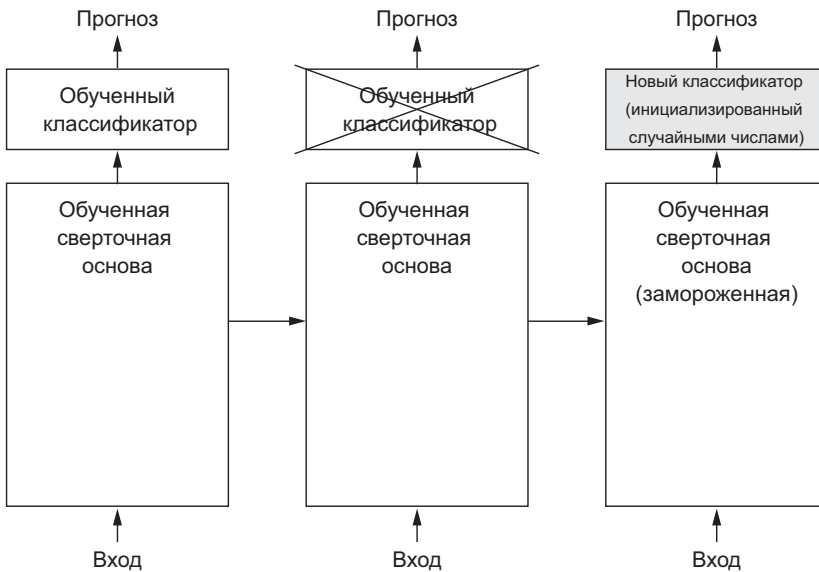 Прогноз
Обученный
классификатор
Обученная
сверточная
основа
Вход
Прогноз
Обученный
классификатор
Обученная
сверточная
основа
Вход
Прогноз
Новый классификатор
(инициализированный
случайными числами)
Обученная
сверточная
основа
(замороженная)
Вход